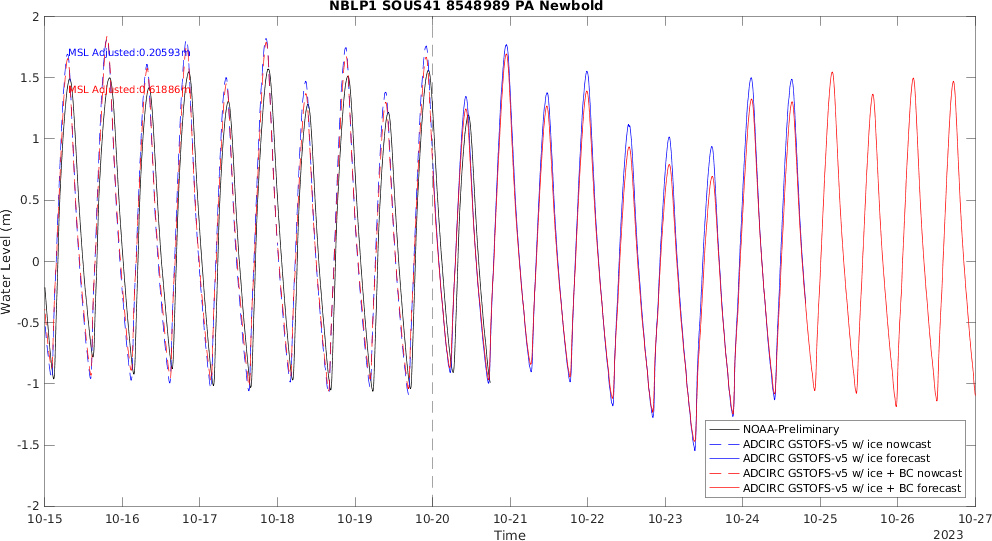 NBLP1 SOUS41 8548989 PA Newbold
MSL Adjusted:0.20593m
MSL Adjusted:0.61886m
Water Level (m)
2
1.5
1
0.5
0
-0.5
-1
-1.5
-2
NOAA-Preliminary
ADCIRC GSTOFS-v5 w/ ice nowcast
ADCIRC GSTOFS-v5 w/ ice forecast
ADCIRC GSTOFS-v5 w/ ice + BC nowcast
ADCIRC GSTOFS-v5 w/ ice + BC forecast
10-15 10-16 10-17 10-18 10-19 10-20 10-21 10-22 10-23 10-24 10-25 10-26 10-27
Time
2023